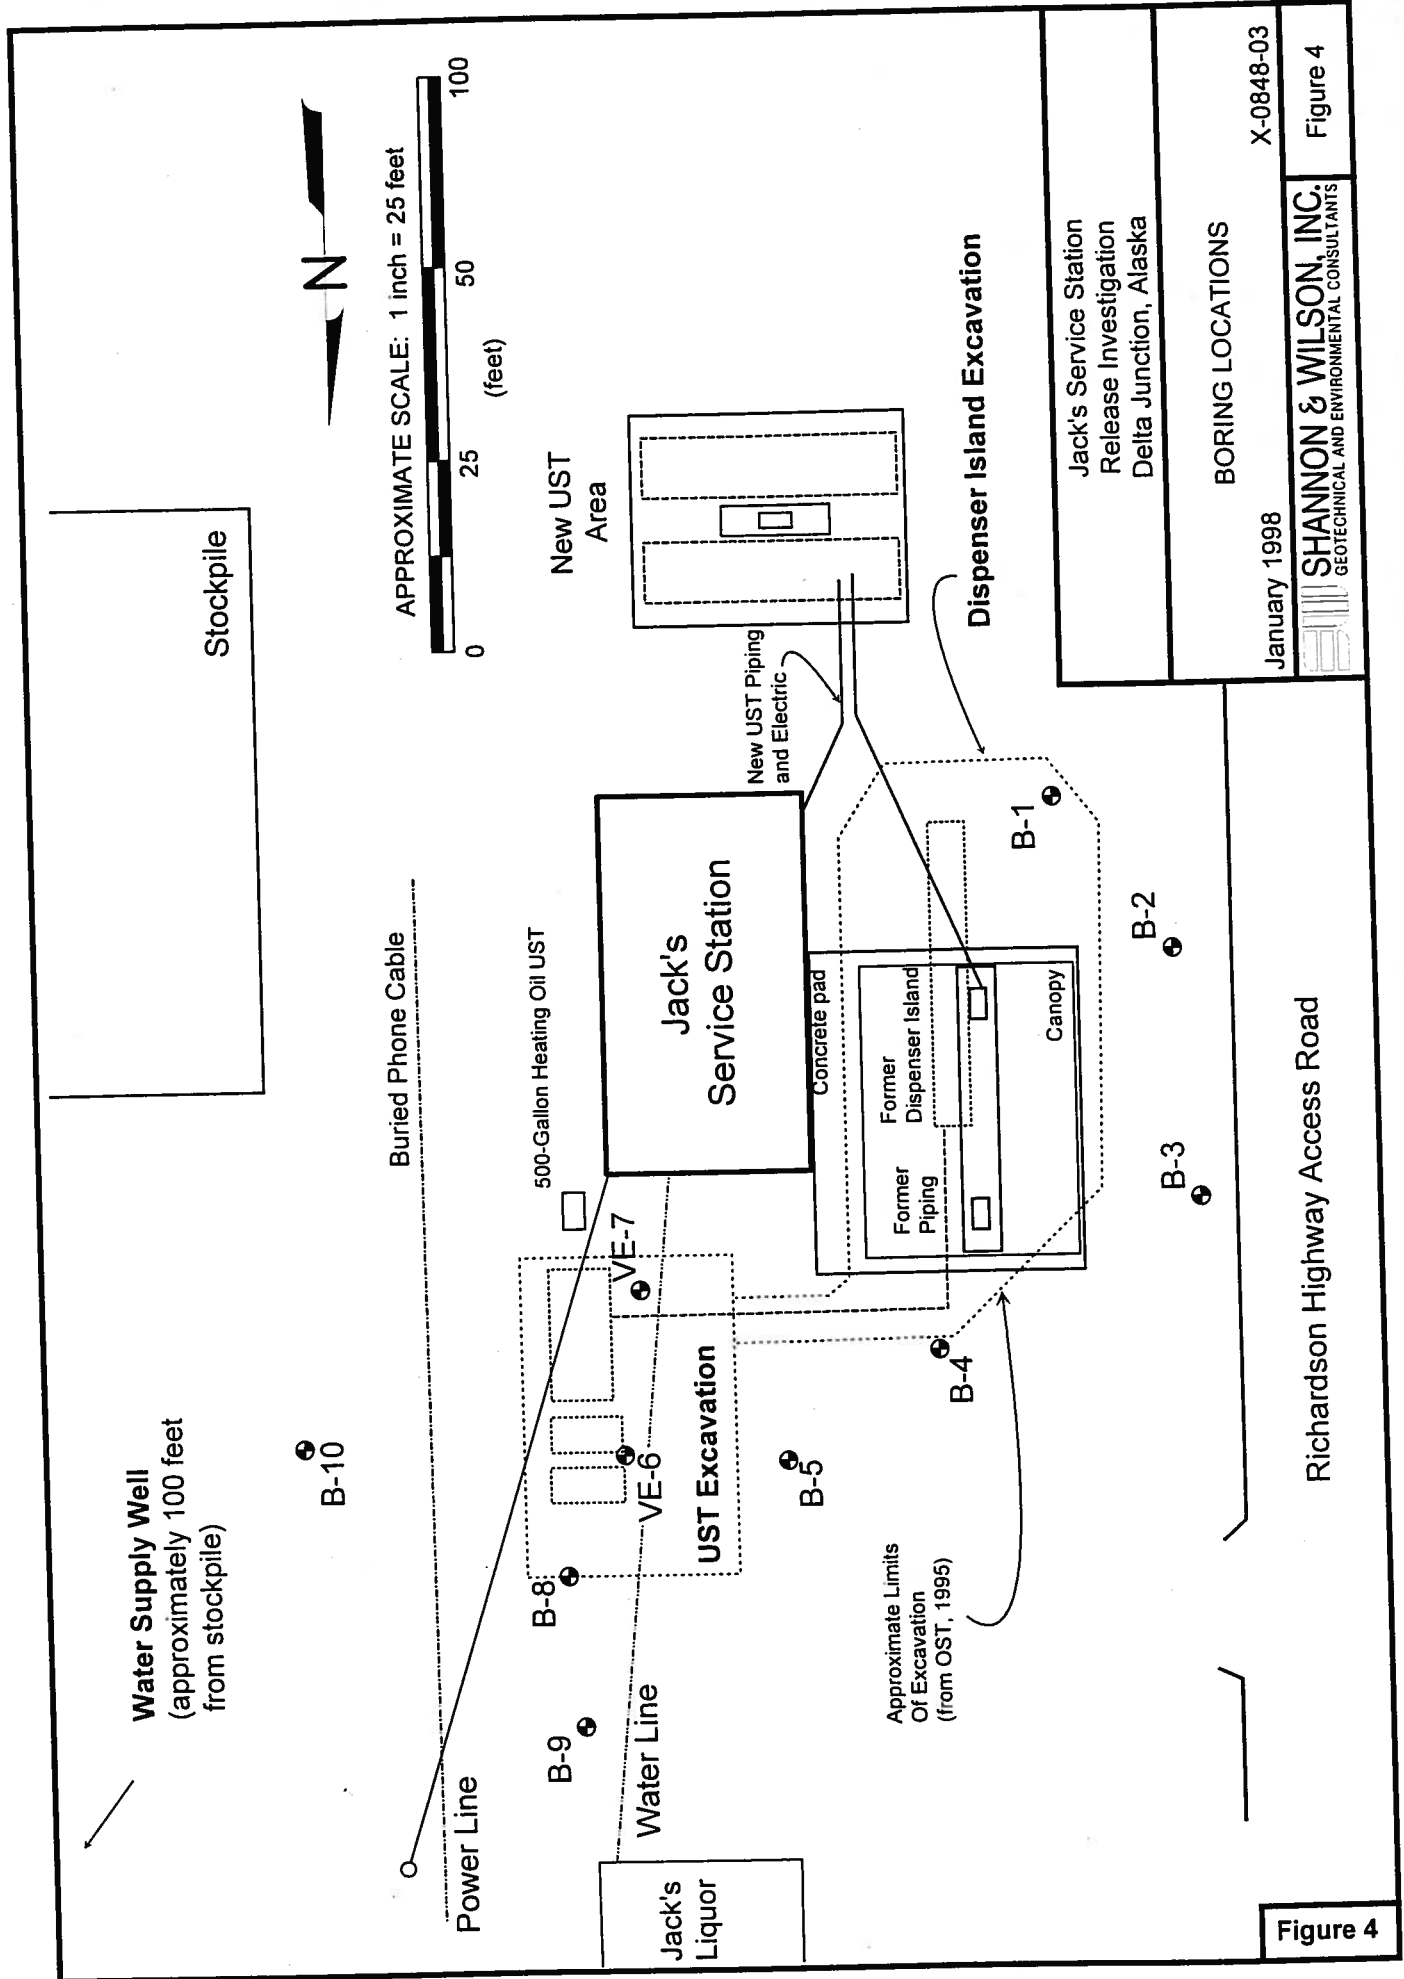 Water Supply Well
(approximately 100 feet
from stockpile)
Stockpile
B-10
N
APPROXIMATE SCALE: 1 inch = 25 feet
0
25
50
100
(feet)
Buried Phone Cable
Power Line
500-Gallon Heating Oil UST
New UST
Area
B-9
B-8
VE-7
VE-6
Water Line
Jack's
Liquor
UST Excavation
Jack's
Service Station
New UST Piping
and Electric
B-5
Concrete pad
Former
Piping
Former
Dispenser Island
Canopy
Dispenser Island Excavation
Approximate Limits
Of Excavation
(from OST, 1995)
B-4
B-1
B-2
B-3
Richardson Highway Access Road
Jack's Service Station
Release Investigation
Delta Junction, Alaska
BORING LOCATIONS
January 1998
X-0848-03
SHANNON & WILSON, INC.
GEOTECHNICAL AND ENVIRONMENTAL CONSULTANTS
Figure 4
Figure 4